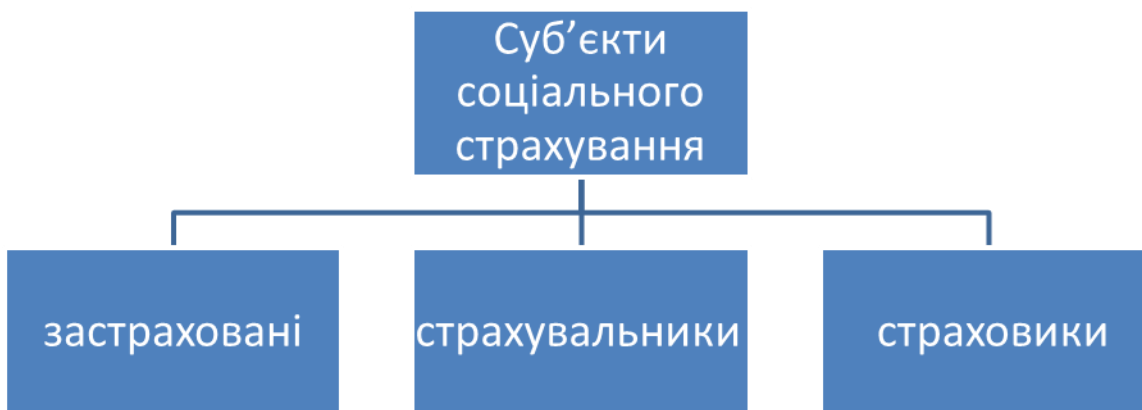 Суб’єкти
соціального
страхування
застраховані
страхувальники
страховики